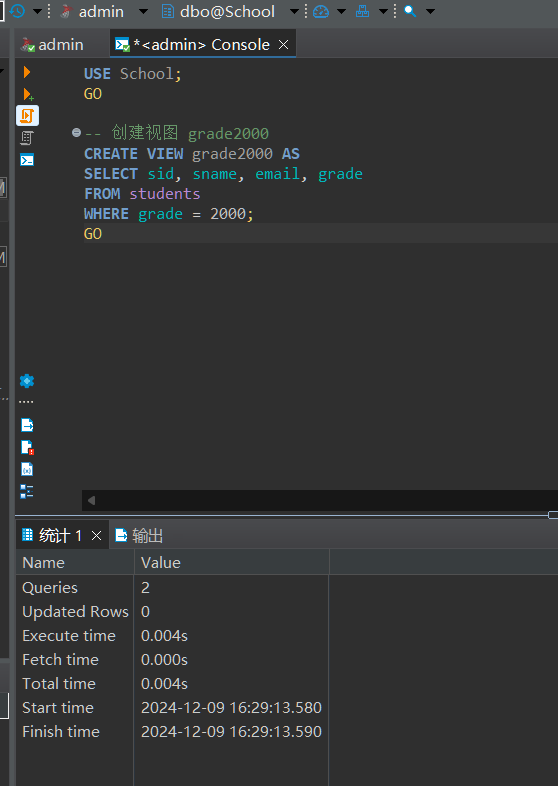 admin dbo@School
admin *<admin> Console
USE School;
GO
-- 创建视图 grade2000
CREATE VIEW grade2000 AS
SELECT sid, sname, email, grade
FROM students
WHERE grade = 2000;
GO
统计 1 输出
Name Value
Queries 2
Updated Rows 0
Execute time 0.004s
Fetch time 0.000s
Total time 0.004s
Start time 2024-12-09 16:29:13.580
Finish time 2024-12-09 16:29:13.590